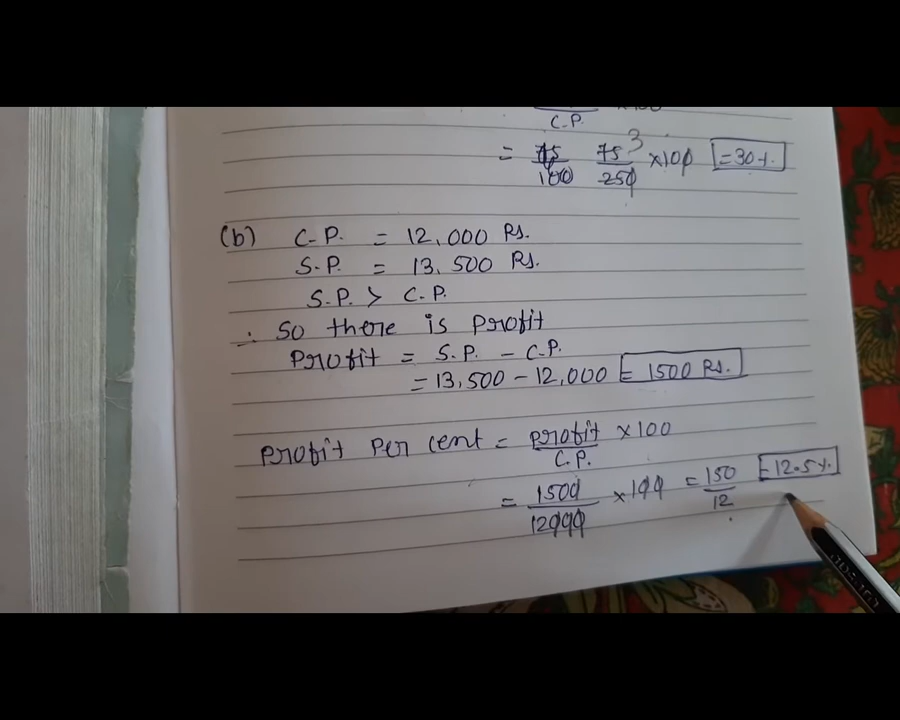 C.P.
= 75/100 75/250 3 ×100 =30%
(b) C.P. = 12,000 Rs.
S.P. = 13,500 Rs.
S.P. > C.P.
∴ So there is profit
Profit = S.P. - C.P.
= 13,500 - 12,000 = 1500 Rs.
Profit Per cent = profit/C.P. ×100
= 1500/12000 ×100 = 150/12 =12.5%